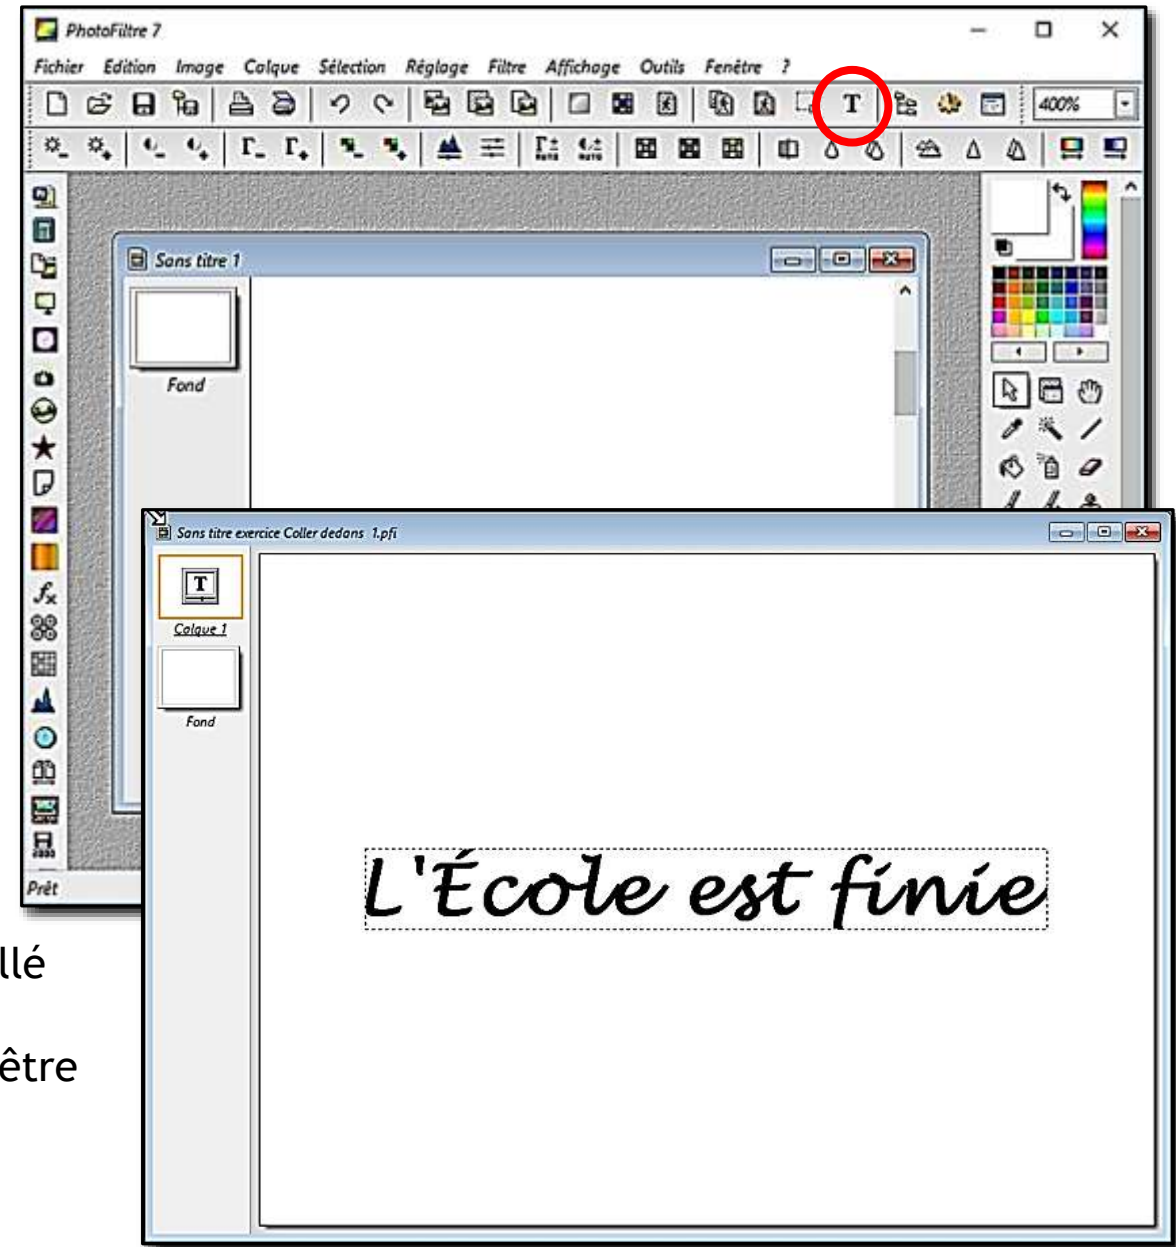 PhotoFiltre 7
Fichier Edition Image Calque Sélection Réglage Filtre Affichage Outils Fenêtre ?
T 400%
Sans titre 1
Fond
Sans titre exercice Coller dedans 1.pfi
T
Calque 1
Fond
L'École est finie
Prêt
llé
être